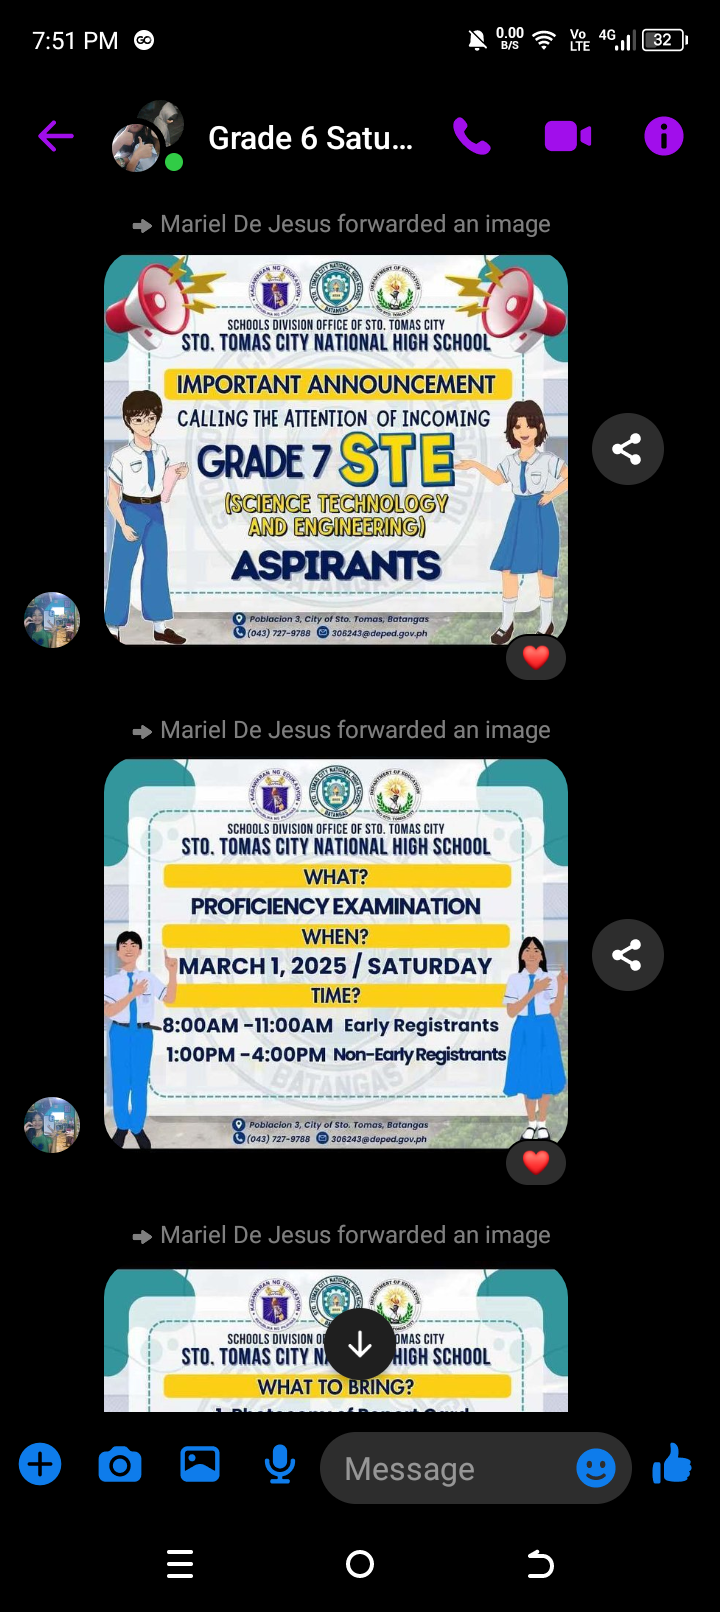 7:51 PM GO 0.00 B/S Vo LTE 4G 32
Grade 6 Satu...
Mariel De Jesus forwarded an image
SCHOOLS DIVISION OFFICE OF STO. TOMAS CITY
STO. TOMAS CITY NATIONAL HIGH SCHOOL
IMPORTANT ANNOUNCEMENT
CALLING THE ATTENTION OF INCOMING
GRADE 7 STE
(SCIENCE TECHNOLOGY
AND ENGINEERING)
ASPIRANTS
Poblacion 3, City of Sto. Tomas, Batangas
(043) 727-9788 306243@deped.gov.ph
Mariel De Jesus forwarded an image
SCHOOLS DIVISION OFFICE OF STO. TOMAS CITY
STO. TOMAS CITY NATIONAL HIGH SCHOOL
WHAT?
PROFICIENCY EXAMINATION
WHEN?
MARCH 1, 2025 / SATURDAY
TIME?
8:00AM -11:00AM Early Registrants
1:00PM -4:00PM Non-Early Registrants
BATANGAS
Poblacion 3, City of Sto. Tomas, Batangas
(043) 727-9788 306243@deped.gov.ph
Mariel De Jesus forwarded an image
SCHOOLS DIVISION OMAS CITY
STO. TOMAS CITY N HIGH SCHOOL
WHAT TO BRING?
Message